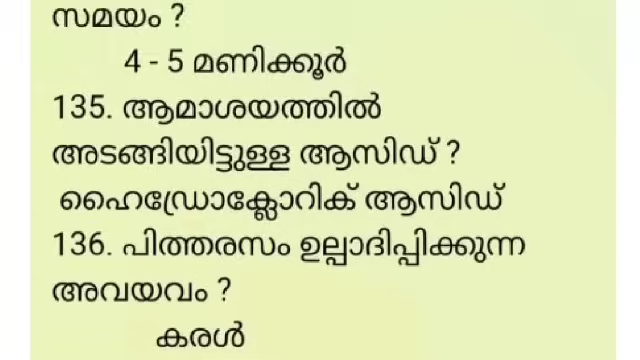 സമയം ?
4 - 5 മണിക്കൂർ
135. ആമാശയത്തിൽ
അടങ്ങിയിട്ടുള്ള ആസിഡ് ?
ഹൈഡ്രോക്ലോറിക് ആസിഡ്
136. പിത്തരസം ഉല്പാദിപ്പിക്കുന്ന
അവയവം ?
കരൾ